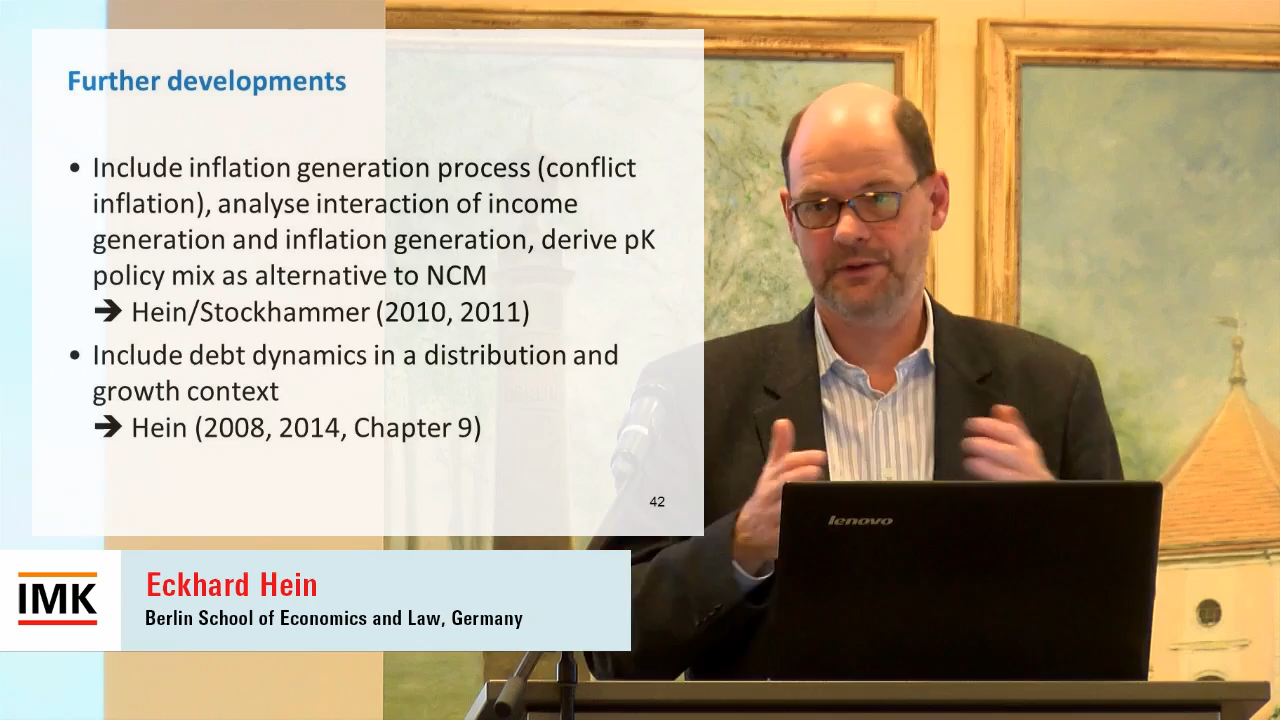 Further developments
• Include inflation generation process (conflict
inflation), analyse interaction of income
generation and inflation generation, derive pK
policy mix as alternative to NCM
➔ Hein/Stockhammer (2010, 2011)
• Include debt dynamics in a distribution and
growth context
➔ Hein (2008, 2014, Chapter 9)
42
lenovo
IMK
Eckhard Hein
Berlin School of Economics and Law, Germany